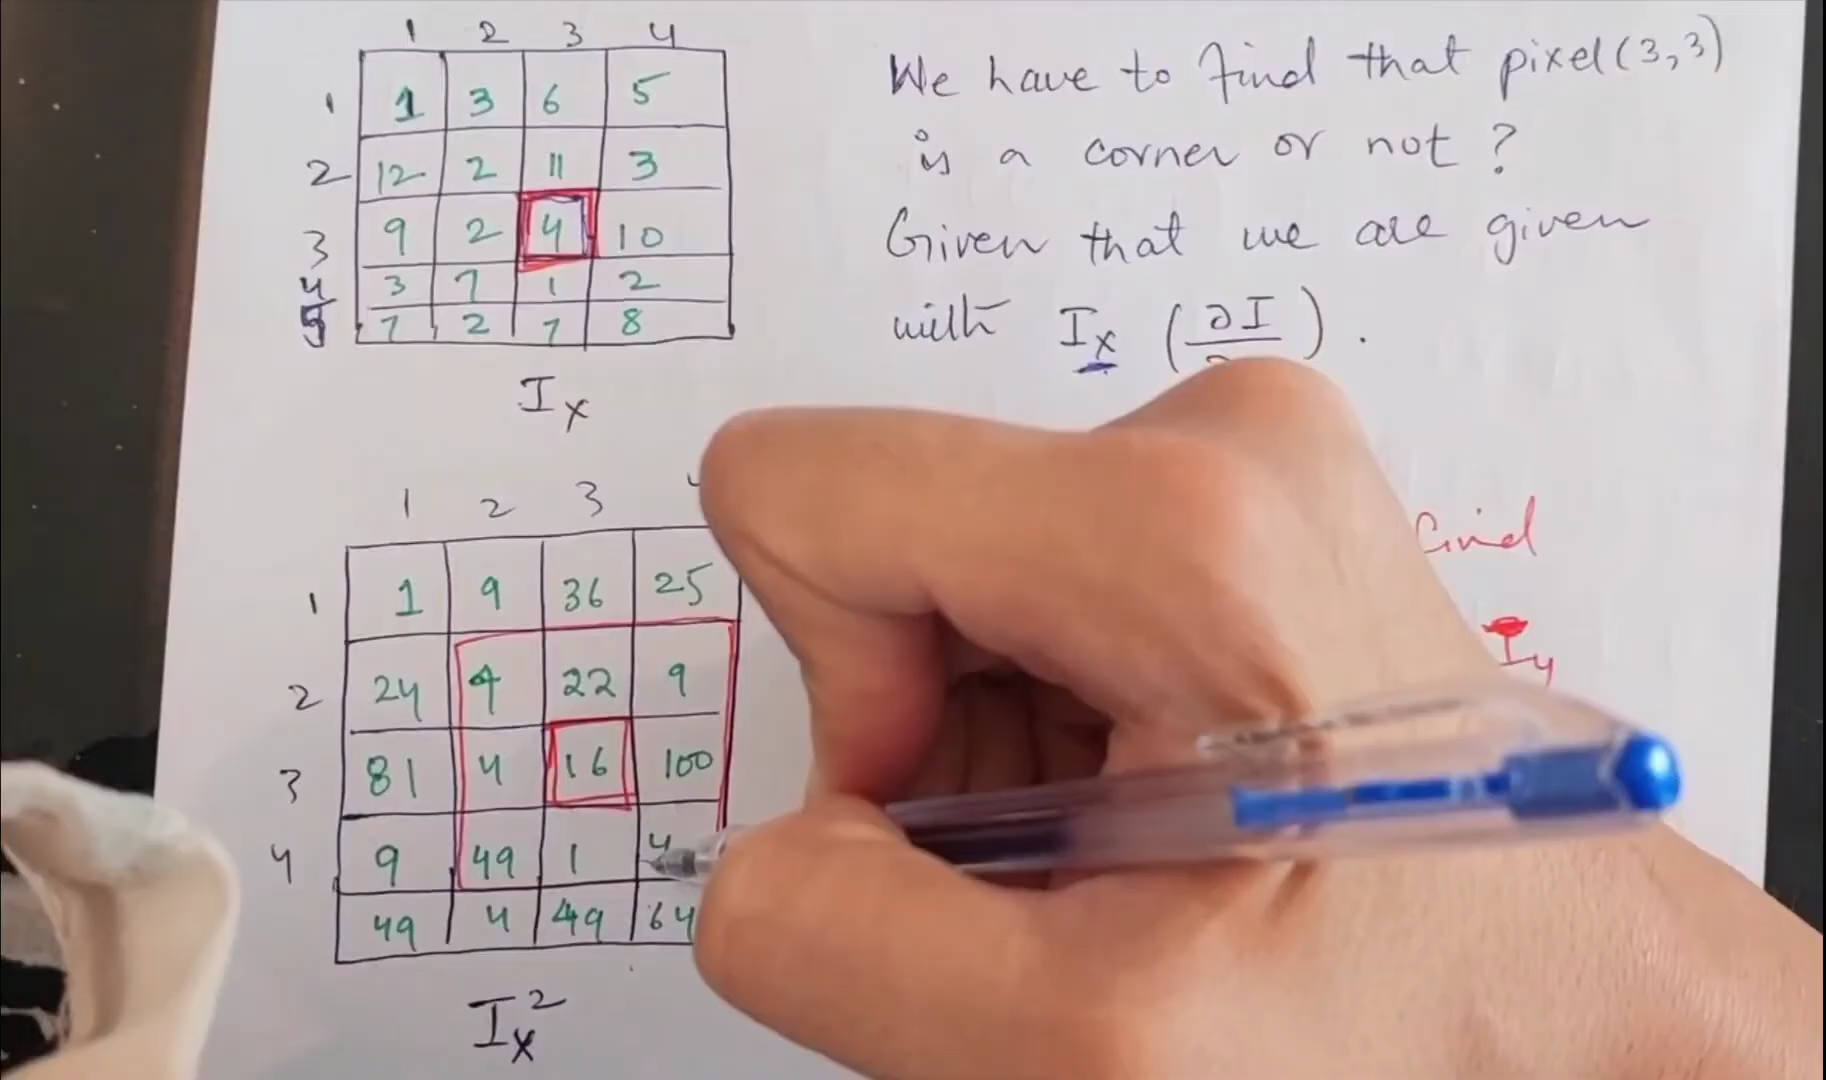 1 2 3 4
1 1 3 6 5
2 12 2 11 3
3 9 2 4 10
4 3 7 1 2
5 7 2 7 8
Ix
We have to find that pixel(3,3)
is a corner or not?
Given that we are given
with Ix (∂I
).
find
Iy
1 2 3
1 1 9 36 25
2 24 4 22 9
3 81 4 16 100
4 9 49 1 4
49 4 49 64
Ix²